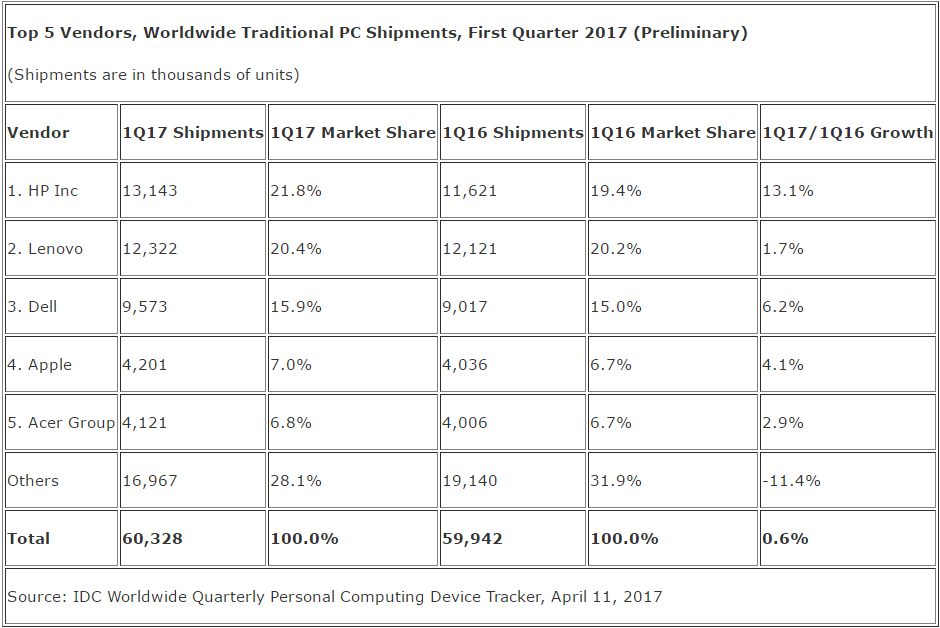 Top 5 Vendors, Worldwide Traditional PC Shipments, First Quarter 2017 (Preliminary)
(Shipments are in thousands of units)
Vendor 1Q17 Shipments 1Q17 Market Share 1Q16 Shipments 1Q16 Market Share 1Q17/1Q16 Growth
1. HP Inc 13,143 21.8% 11,621 19.4% 13.1%
2. Lenovo 12,322 20.4% 12,121 20.2% 1.7%
3. Dell 9,573 15.9% 9,017 15.0% 6.2%
4. Apple 4,201 7.0% 4,036 6.7% 4.1%
5. Acer Group 4,121 6.8% 4,006 6.7% 2.9%
Others 16,967 28.1% 19,140 31.9% -11.4%
Total 60,328 100.0% 59,942 100.0% 0.6%
Source: IDC Worldwide Quarterly Personal Computing Device Tracker, April 11, 2017